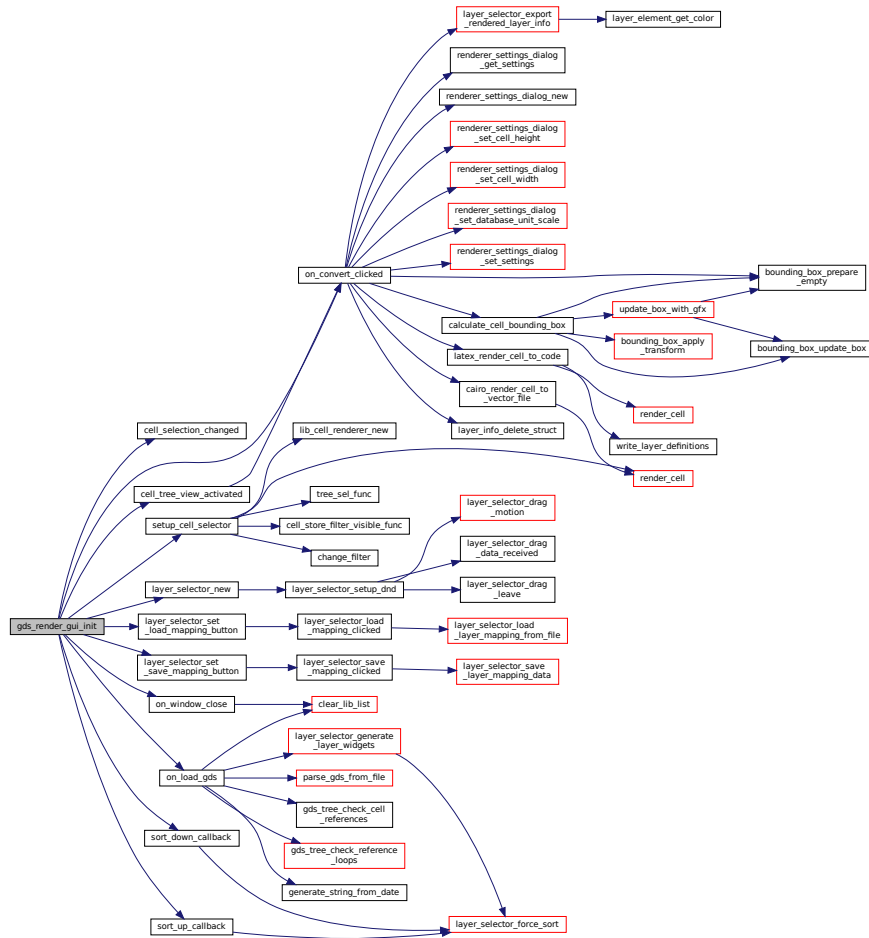 layer_selector_export
_rendered_layer_info
layer_element_get_color
renderer_settings_dialog
_get_settings
renderer_settings_dialog_new
renderer_settings_dialog
_set_cell_height
renderer_settings_dialog
_set_cell_width
renderer_settings_dialog
_set_database_unit_scale
renderer_settings_dialog
_set_settings
on_convert_clicked
bounding_box_prepare
_empty
update_box_with_gfx
calculate_cell_bounding_box
bounding_box_apply
_transform
bounding_box_update_box
latex_render_cell_to_code
cairo_render_cell_to
_vector_file
render_cell
layer_info_delete_struct
write_layer_definitions
render_cell
cell_selection_changed
lib_cell_renderer_new
cell_tree_view_activated
tree_sel_func
setup_cell_selector
cell_store_filter_visible_func
change_filter
layer_selector_drag
_motion
layer_selector_drag
_data_received
layer_selector_new
layer_selector_setup_dnd
layer_selector_drag
_leave
gds_render_gui_init
layer_selector_set
_load_mapping_button
layer_selector_load
_mapping_clicked
layer_selector_load
_layer_mapping_from_file
layer_selector_set
_save_mapping_button
layer_selector_save
_mapping_clicked
layer_selector_save
_layer_mapping_data
on_window_close
clear_lib_list
layer_selector_generate
_layer_widgets
on_load_gds
parse_gds_from_file
gds_tree_check_cell
_references
sort_down_callback
gds_tree_check_reference
_loops
generate_string_from_date
sort_up_callback
layer_selector_force_sort